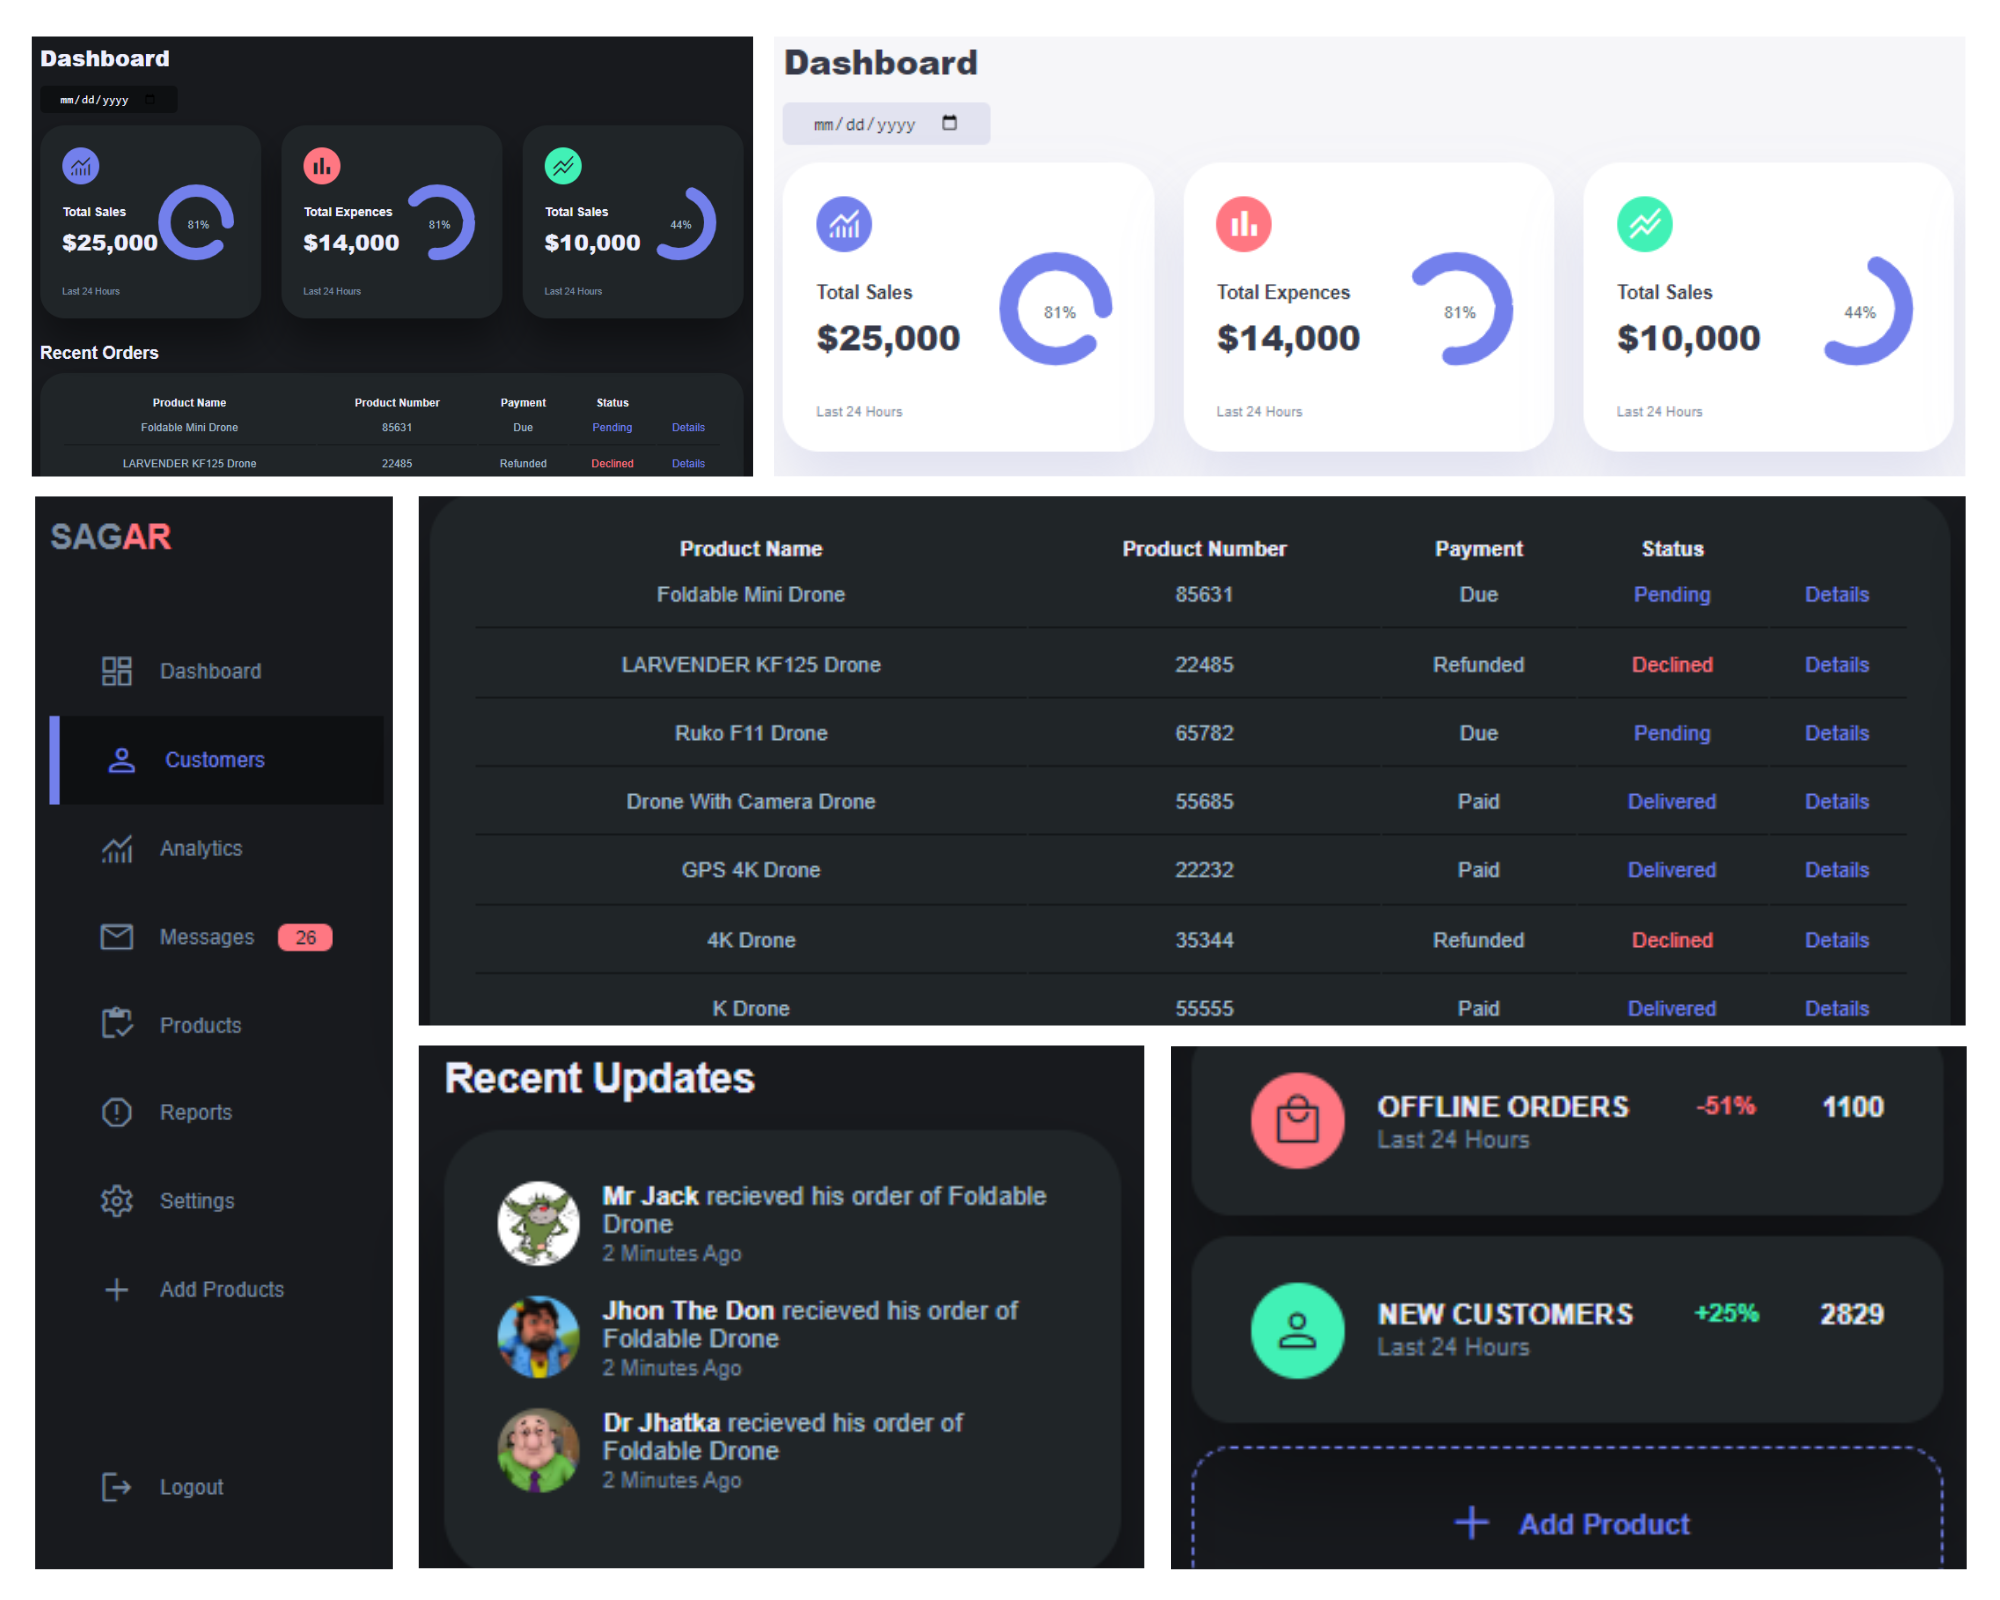 Dashboard
mm/dd/yyyy
Total Sales
$25,000
81%
Last 24 Hours
Total Expences
$14,000
81%
Last 24 Hours
Total Sales
$10,000
44%
Last 24 Hours
Recent Orders
Product Name Product Number Payment Status
Foldable Mini Drone 85631 Due Pending Details
LARVENDER KF125 Drone 22485 Refunded Declined Details
Dashboard
mm/dd/yyyy
Total Sales
$25,000
81%
Last 24 Hours
Total Expences
$14,000
81%
Last 24 Hours
Total Sales
$10,000
44%
Last 24 Hours
SAGAR
Dashboard
Customers
Analytics
Messages 26
Products
Reports
Settings
Add Products
Logout
Product Name Product Number Payment Status
Foldable Mini Drone 85631 Due Pending Details
LARVENDER KF125 Drone 22485 Refunded Declined Details
Ruko F11 Drone 65782 Due Pending Details
Drone With Camera Drone 55685 Paid Delivered Details
GPS 4K Drone 22232 Paid Delivered Details
4K Drone 35344 Refunded Declined Details
K Drone 55555 Paid Delivered Details
Recent Updates
Mr Jack recieved his order of Foldable
Drone
2 Minutes Ago
Jhon The Don recieved his order of
Foldable Drone
2 Minutes Ago
Dr Jhatka recieved his order of
Foldable Drone
2 Minutes Ago
OFFLINE ORDERS -51% 1100
Last 24 Hours
NEW CUSTOMERS +25% 2829
Last 24 Hours
Add Product